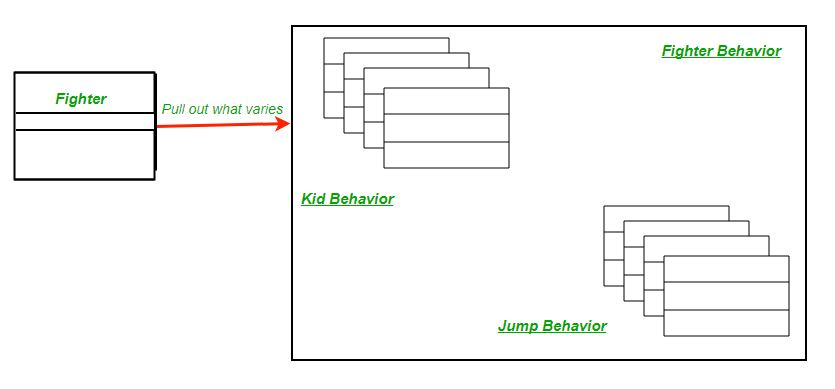 Fighter
Pull out what varies
Fighter Behavior
Kid Behavior
Jump Behavior